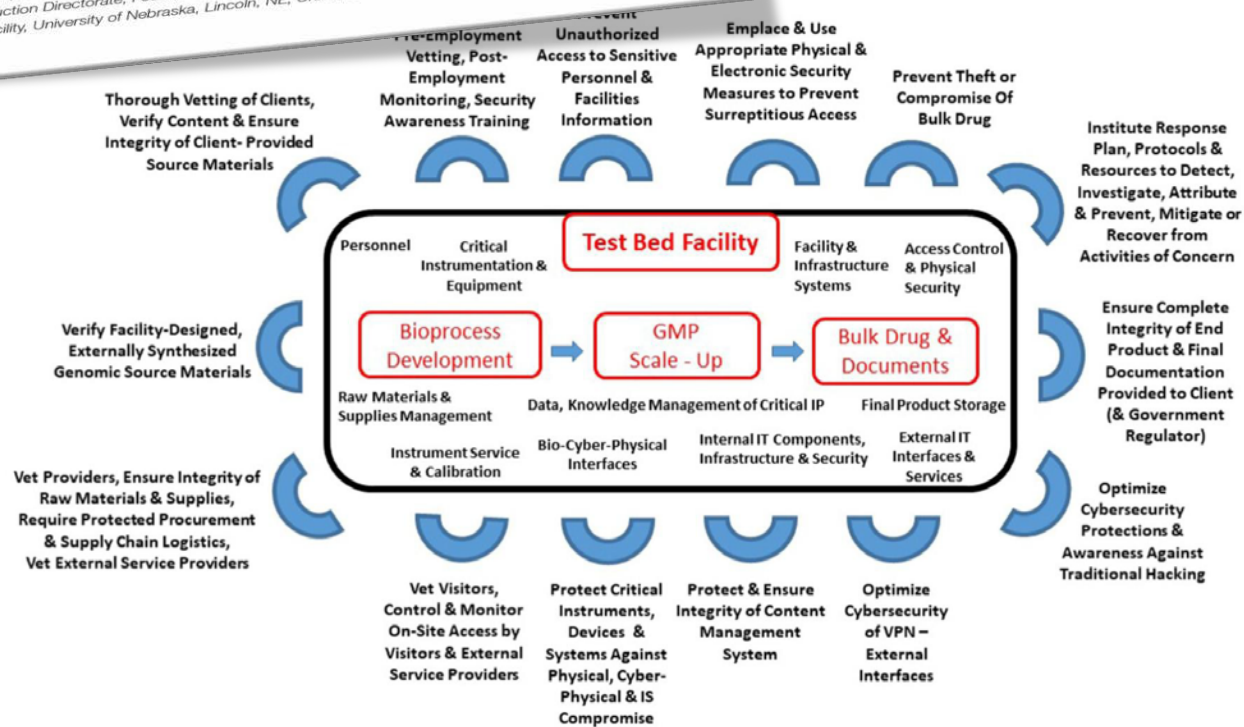 ction Directorate,
cility, University of Nebraska, Lincoln, NE,
Thorough Vetting of Clients,
Verify Content & Ensure
Integrity of Client- Provided
Source Materials
Pre-Employment
Vetting, Post-
Employment
Monitoring, Security
Awareness Training
Unauthorized
Access to Sensitive
Personnel &
Facilities
Information
Emplace & Use
Appropriate Physical &
Electronic Security
Measures to Prevent
Surreptitious Access
Prevent Theft or
Compromise Of
Bulk Drug
Institute Response
Plan, Protocols &
Resources to Detect,
Investigate, Attribute
& Prevent, Mitigate or
Recover from
Activities of Concern
Test Bed Facility
Personnel
Critical
Instrumentation &
Equipment
Facility &
Infrastructure
Systems
Access Control
& Physical
Security
Verify Facility-Designed,
Externally Synthesized
Genomic Source Materials
Bioprocess
Development
GMP
Scale - Up
Bulk Drug &
Documents
Ensure Complete
Integrity of End
Product & Final
Documentation
Provided to Client
(& Government
Regulator)
Raw Materials &
Supplies Management
Data, Knowledge Management of Critical IP
Final Product Storage
Instrument Service
& Calibration
Bio-Cyber-Physical
Interfaces
Internal IT Components,
Infrastructure & Security
External IT
Interfaces &
Services
Vet Providers, Ensure Integrity of
Raw Materials & Supplies,
Require Protected Procurement
& Supply Chain Logistics,
Vet External Service Providers
Optimize
Cybersecurity
Protections &
Awareness Against
Traditional Hacking
Vet Visitors,
Control & Monitor
On-Site Access by
Visitors & External
Service Providers
Protect Critical
Instruments,
Devices &
Systems Against
Physical, Cyber-
Physical & IS
Compromise
Protect & Ensure
Integrity of Content
Management
System
Optimize
Cybersecurity
of VPN –
External
Interfaces